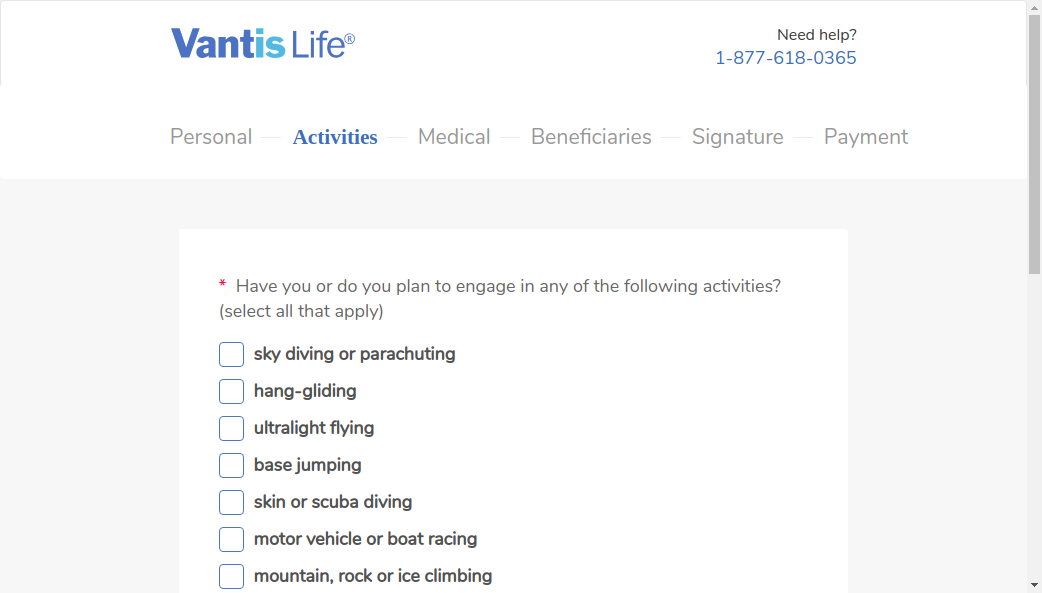 Vantis Life®
Need help?
1-877-618-0365
Personal Activities Medical Beneficiaries Signature Payment
* Have you or do you plan to engage in any of the following activities?
(select all that apply)
sky diving or parachuting
hang-gliding
ultralight flying
base jumping
skin or scuba diving
motor vehicle or boat racing
mountain, rock or ice climbing